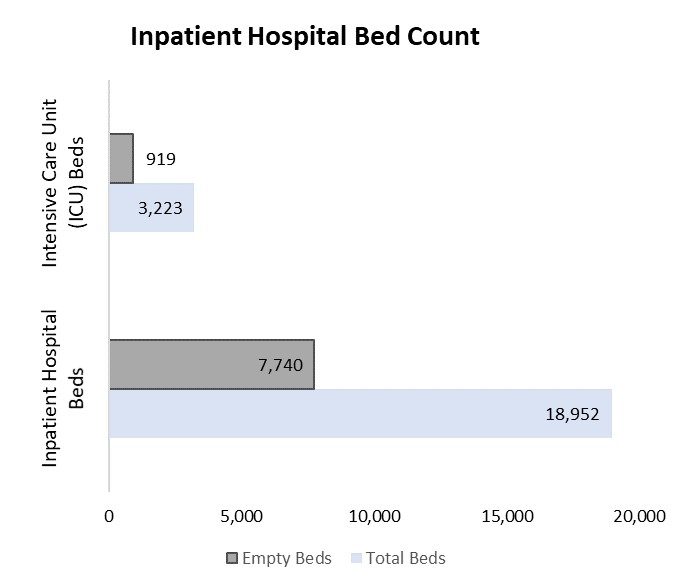 Inpatient Hospital Bed Count
Intensive Care Unit
(ICU) Beds
919
3,223
Inpatient Hospital
Beds
7,740
18,952
0 5,000 10,000 15,000 20,000
Empty Beds Total Beds